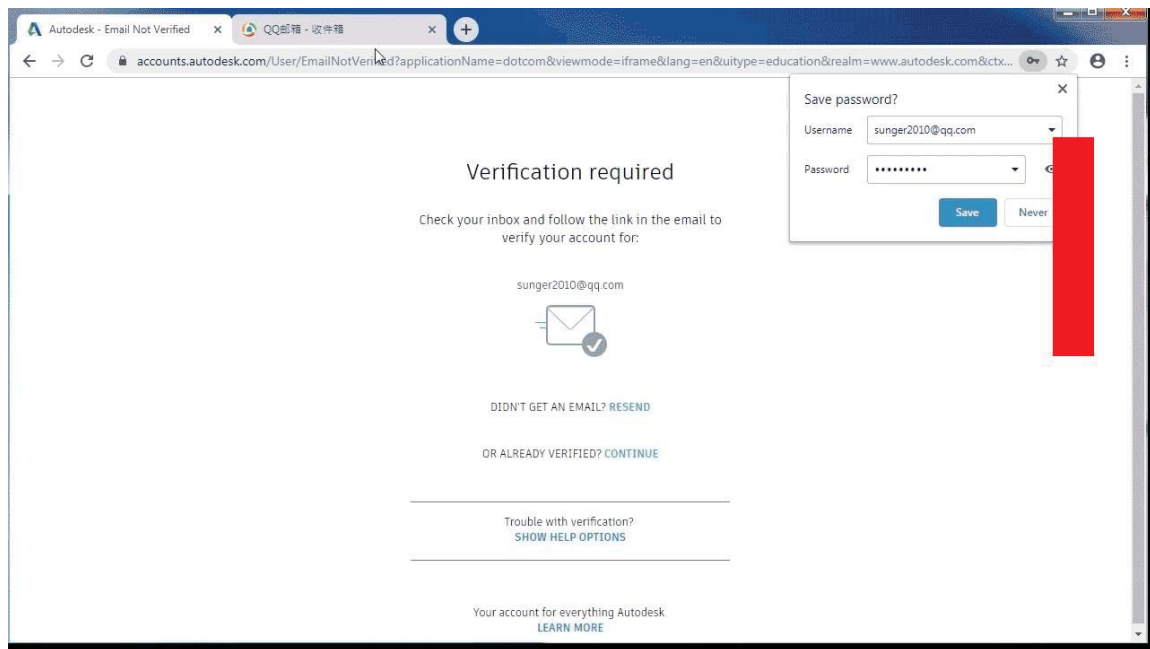 Autodesk - Email Not Verified
QQ邮箱 - 收件箱
accounts.autodesk.com/User/EmailNotVerified?applicationName=dotcom&viewmode=iframe&lang=en&uitype=education&realm=www.autodesk.com&ctx...
Save password?
Username sunger2010@qq.com
Password •••••••••
Save Never
Verification required
Check your inbox and follow the link in the email to
verify your account for:
sunger2010@qq.com
DIDN'T GET AN EMAIL? RESEND
OR ALREADY VERIFIED? CONTINUE
Trouble with verification?
SHOW HELP OPTIONS
Your account for everything Autodesk
LEARN MORE